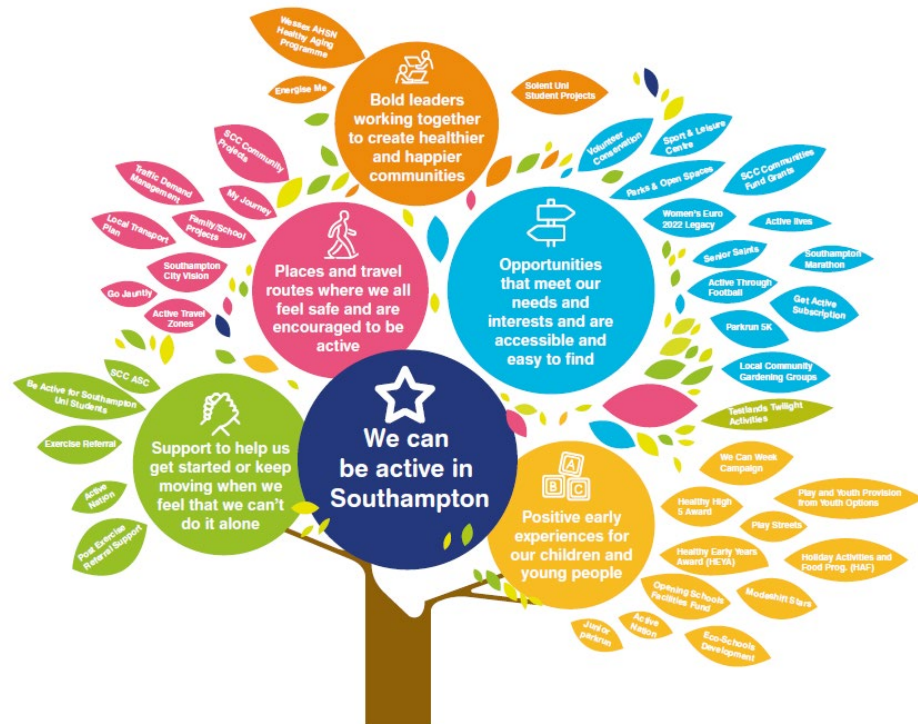 Wessex AHSN
Healthy Aging
Programme
Energise Me
Bold leaders
working together
to create healthier
and happier
communities
Solent Uni
Student Projects
SCC Community
Projects
Traffic Demand
Management
My Journey
Local Transport
Plan
Family/School
Projects
Southampton
City Vision
Go Jauntly
Active Travel
Zones
Places and travel
routes where we all
feel safe and are
encouraged to be
active
Volunteer
Conservation
Sport & Leisure
Centre
Parks & Open Spaces
SCC Communities
Fund Grants
Women's Euro
2022 Legacy
Active lives
Senior Saints
Southampton
Marathon
Active Through
Football
Get Active
Subscription
Parkrun 5K
Local Community
Gardening Groups
Opportunities
that meet our
needs and
interests and are
accessible and
easy to find
Testlands Twilight
Activities
SCC ASC
Be Active for Southampton
Uni Students
Exercise Referral
Active
Nation
Post Exercise
Referral Support
Support to help us
get started or keep
moving when we
feel that we can't
do it alone
We can
be active in
Southampton
A
B C
Positive early
experiences for
our children and
young people
We Can Week
Campaign
Healthy High
5 Award
Play and Youth Provision
from Youth Options
Play Streets
Healthy Early Years
Award (HEYA)
Holiday Activities and
Food Prog. (HAF)
Opening Schools
Facilities Fund
Modeshift Stars
Junior
parkrun
Active
Nation
Eco-Schools
Development